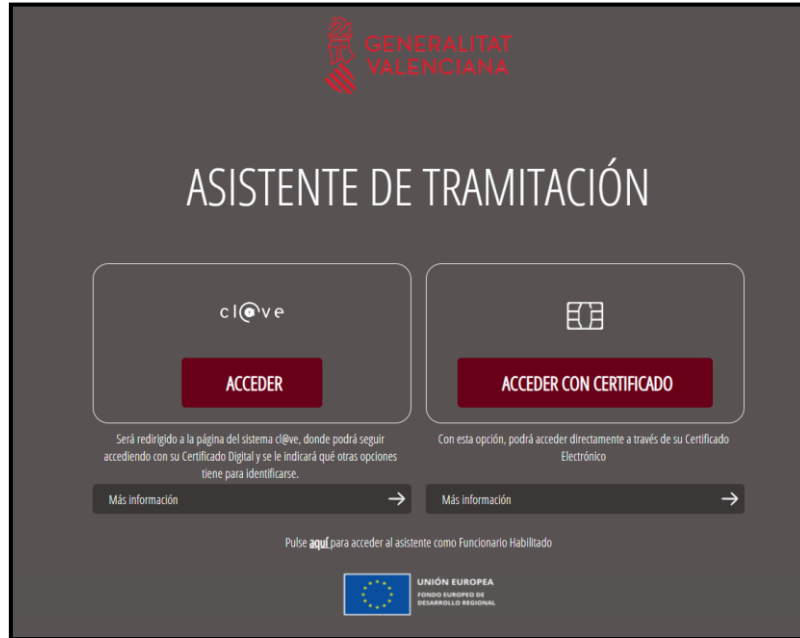 GENERALITAT
VALENCIANA
ASISTENTE DE TRAMITACIÓN
cl@ve
ACCEDER
Será redirigido a la página del sistema cl@ve, donde podrá seguir
accediendo con su Certificado Digital y se le indicará qué otras opciones
tiene para identificarse.
Más información
ACCEDER CON CERTIFICADO
Con esta opción, podrá acceder directamente a través de su Certificado
Electrónico
Más información
Pulse aquí para acceder al asistente como Funcionario Habilitado
UNIÓN EUROPEA
FONDO EUROPEO DE
DESARROLLO REGIONAL